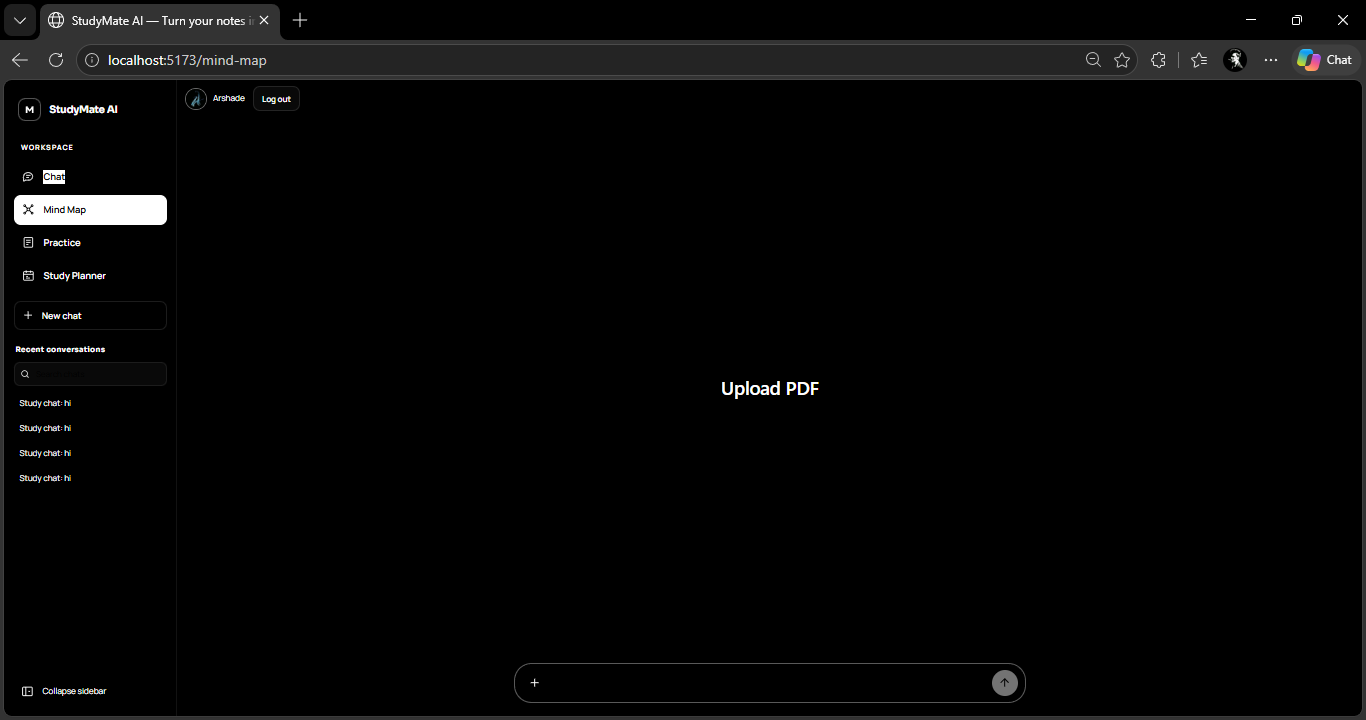 StudyMate AI — Turn your notes i
localhost:5173/mind-map
Chat
M
StudyMate AI
Arshade
Log out
WORKSPACE
Chat
Mind Map
Practice
Study Planner
+ New chat
Recent conversations
Study chat: hi
Study chat: hi
Study chat: hi
Study chat: hi
Upload PDF
+
Collapse sidebar